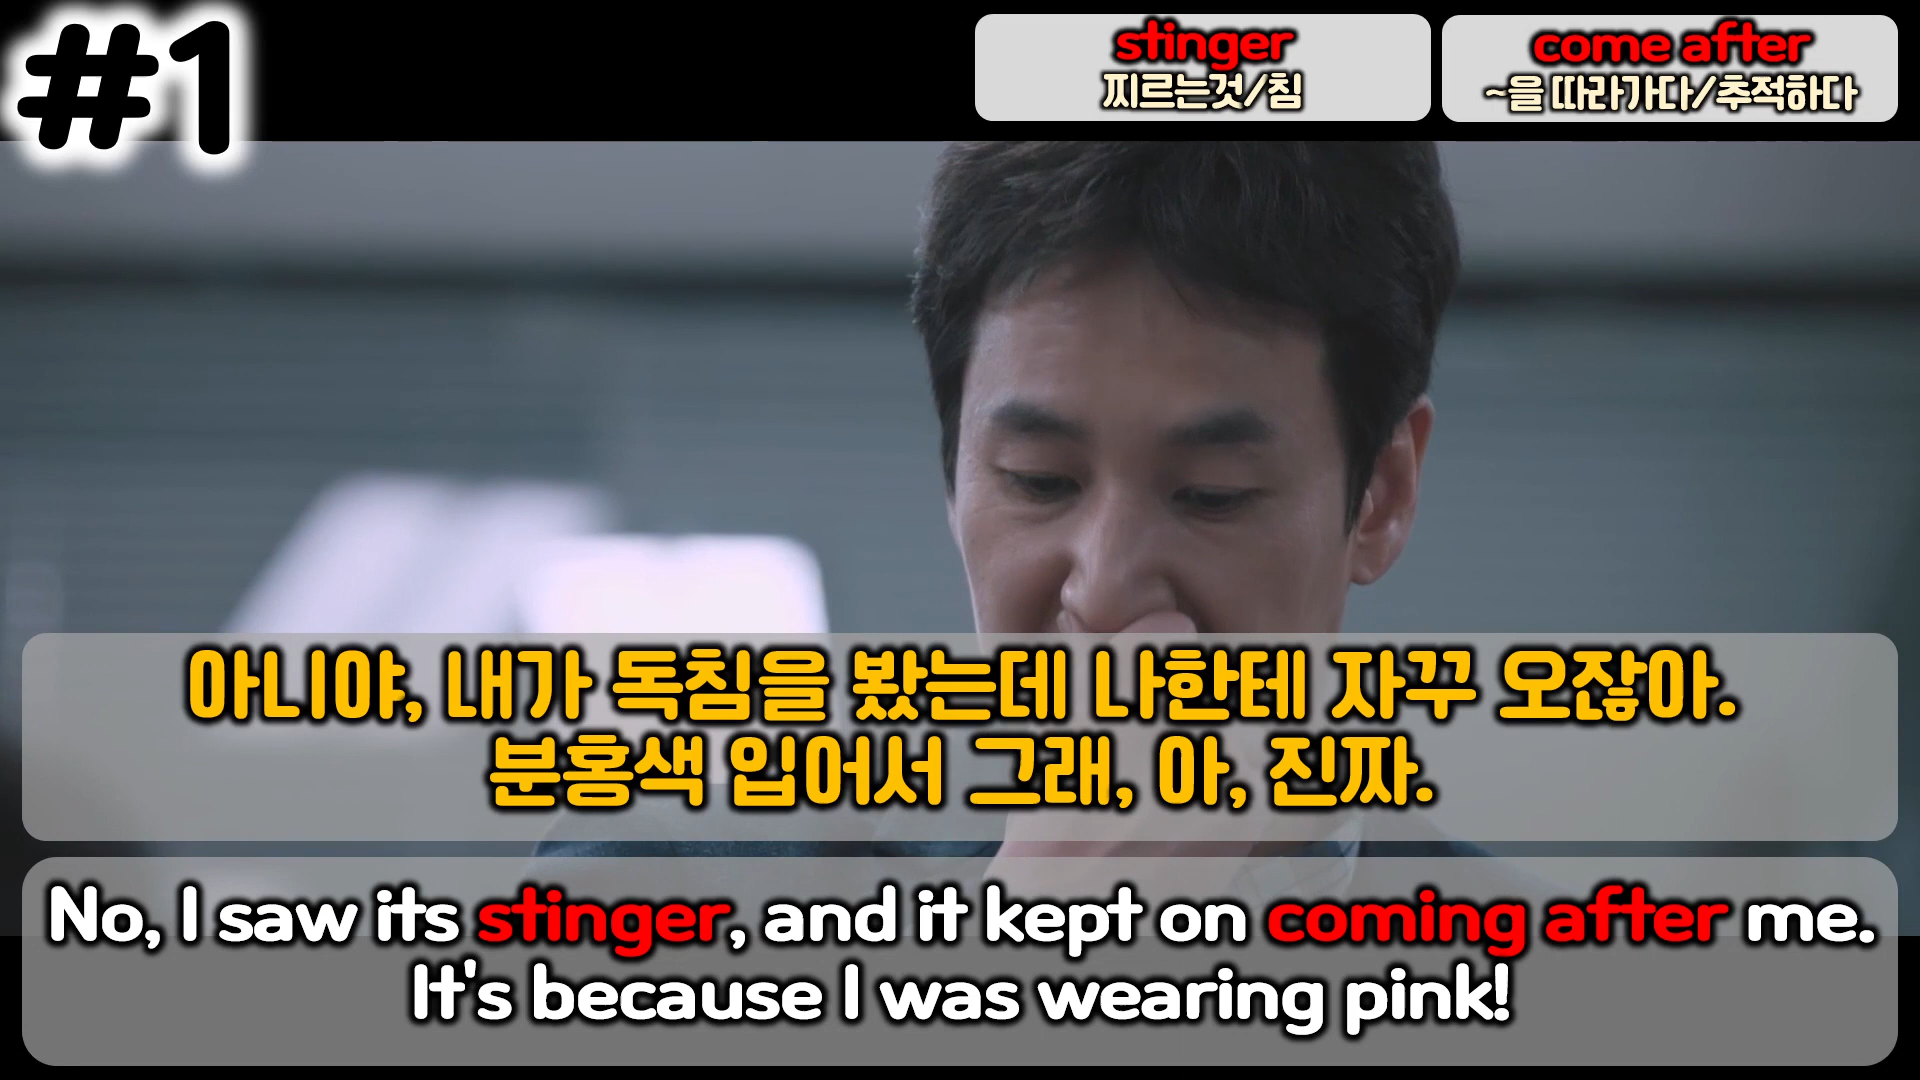 #1
stinger
찌르는것/침
come after
~을 따라가다/추적하다
아니야, 내가 독침을 봤는데 나한테 자꾸 오잖아.
분홍색 입어서 그래, 아, 진짜.
No, I saw its stinger, and it kept on coming after me.
It's because I was wearing pink!